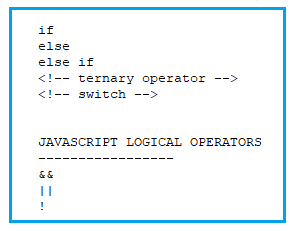 if
else
else if
<!-- ternary operator -->
<!-- switch -->
JAVASCRIPT LOGICAL OPERATORS
-----------------
&&
||
!